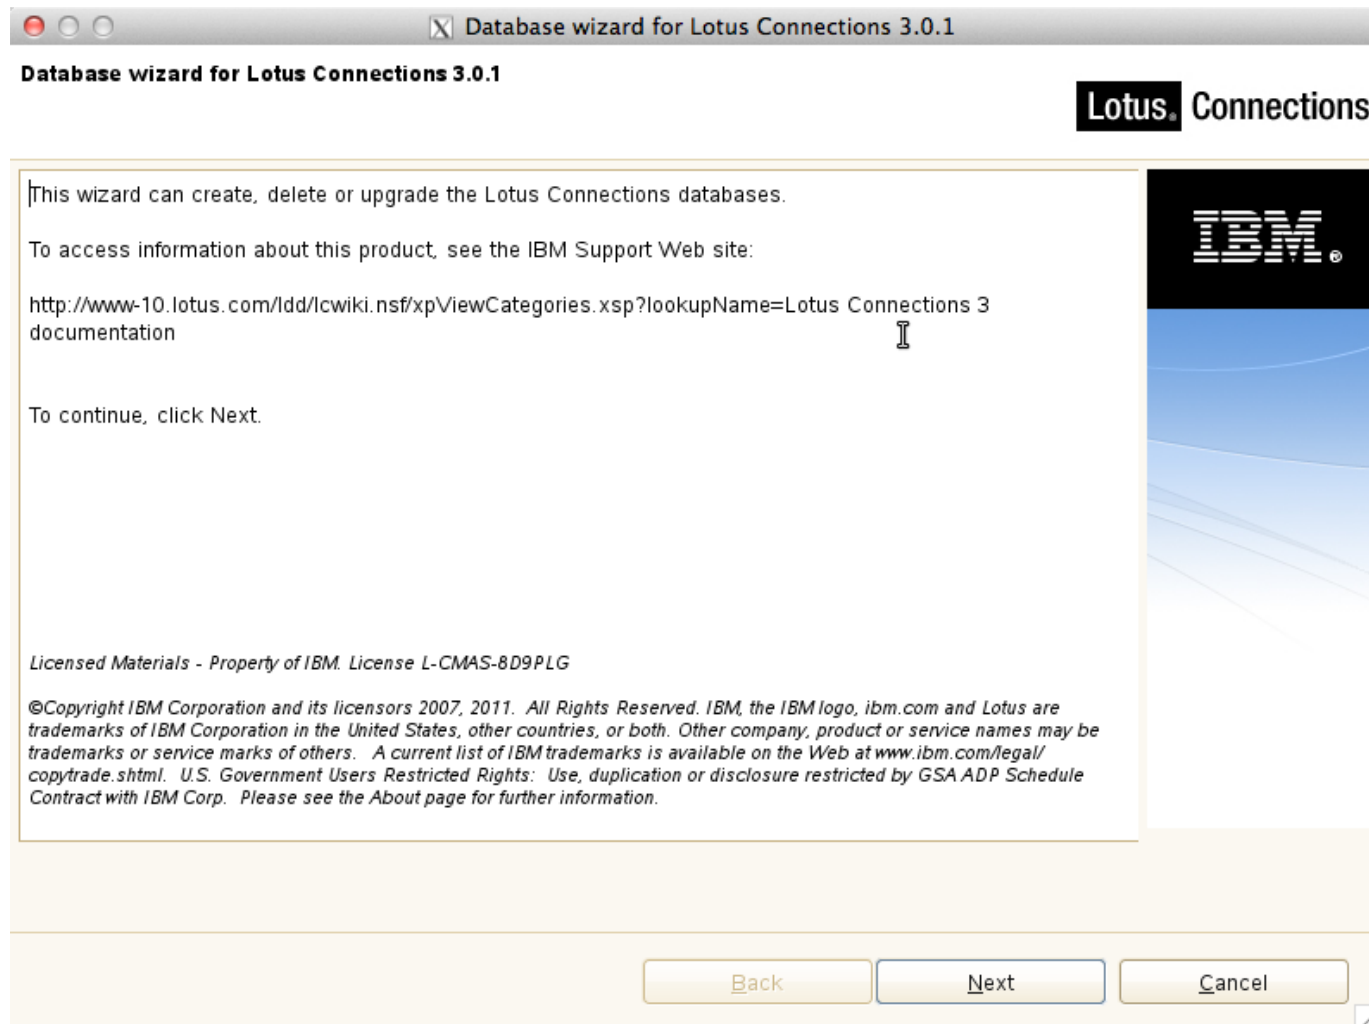 Database wizard for Lotus Connections 3.0.1
Database wizard for Lotus Connections 3.0.1
Lotus. Connections
This wizard can create, delete or upgrade the Lotus Connections databases.
To access information about this product, see the IBM Support Web site:
http://www-10.lotus.com/ldd/lcwiki.nsf/xpViewCategories.xsp?lookupName=Lotus Connections 3
documentation
To continue, click Next.
IBM®
Licensed Materials - Property of IBM. License L-CMAS-8D9PLG
©Copyright IBM Corporation and its licensors 2007, 2011. All Rights Reserved. IBM, the IBM logo, ibm.com and Lotus are
trademarks of IBM Corporation in the United States, other countries, or both. Other company, product or service names may be
trademarks or service marks of others. A current list of IBM trademarks is available on the Web at www.ibm.com/legal/
copytrade.shtml. U.S. Government Users Restricted Rights: Use, duplication or disclosure restricted by GSA ADP Schedule
Contract with IBM Corp. Please see the About page for further information.
Back
Next
Cancel